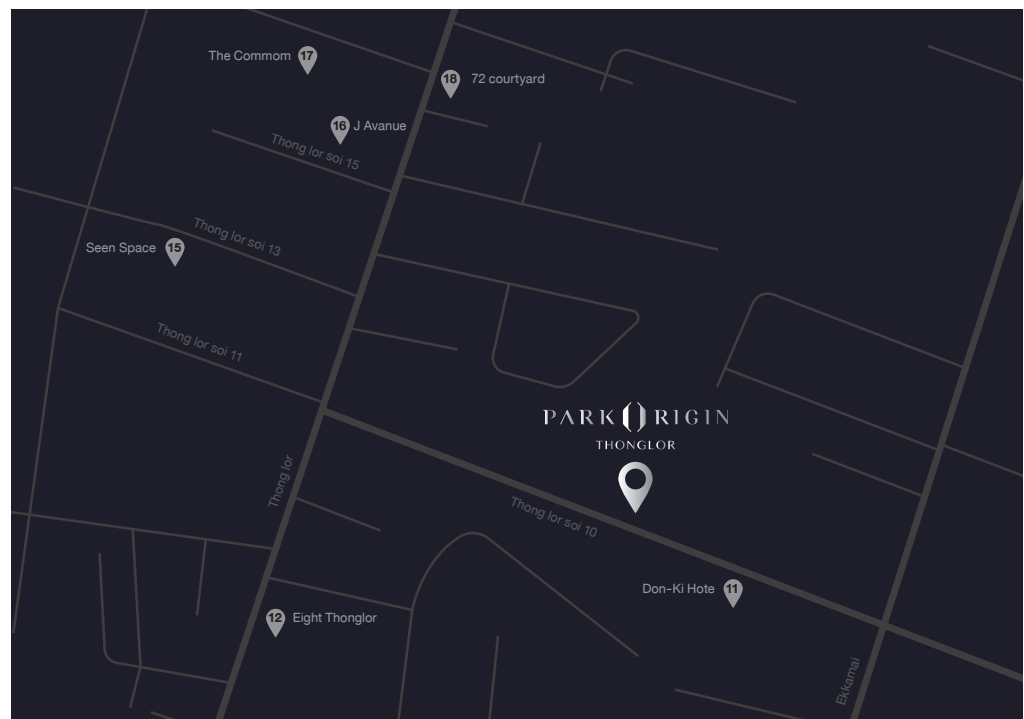 The Commom 17
18 72 courtyard
16 J Avanue
Thong lor soi 15
Thong lor soi 13
Seen Space 15
Thong lor soi 11
PARK ORIGIN
THONGLOR
Thong lor
Thong lor soi 10
Don-Ki Hote 11
12 Eight Thonglor
Ekkamai